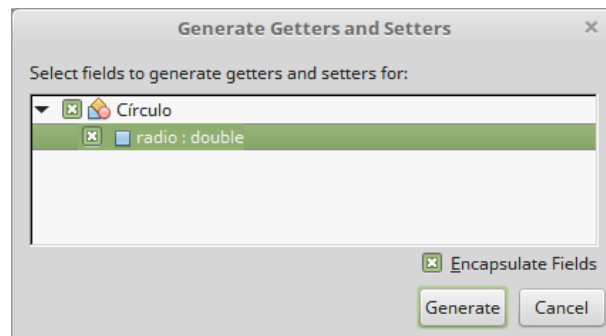 Generate Getters and Setters
Select fields to generate getters and setters for:
Círculo
radio : double
Encapsulate Fields
Generate Cancel